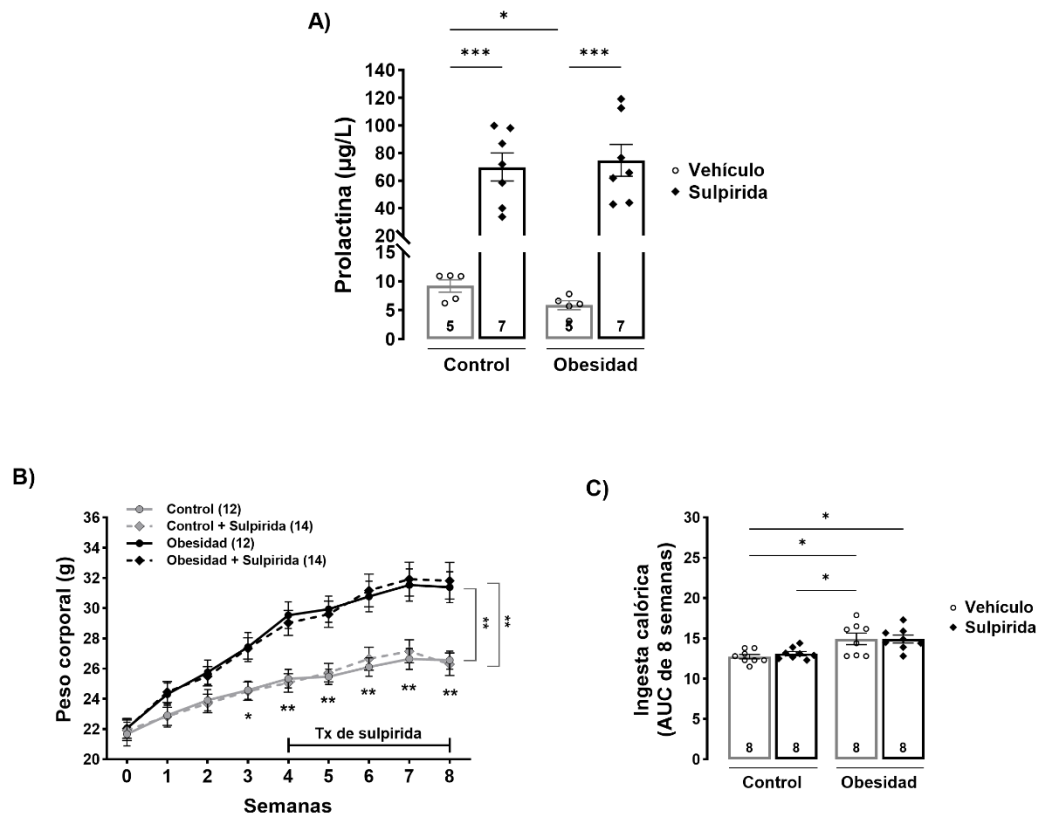 A)
*
*** ***
140
120
100
80
60
40
20
15
10
5
0
Prolactina (µg/L)
5 7 5 7
Control Obesidad
Vehículo
Sulpirida
B)
Control (12)
Control + Sulpirida (14)
Obesidad (12)
Obesidad + Sulpirida (14)
36
34
32
30
28
26
24
22
20
Peso corporal (g)
** **
* ** ** ** ** **
Tx de sulpirida
0 1 2 3 4 5 6 7 8
Semanas
C)
*
*
*
30
25
20
15
10
5
0
Ingesta calórica
(AUC de 8 semanas)
8 8 8 8
Control Obesidad
Vehículo
Sulpirida